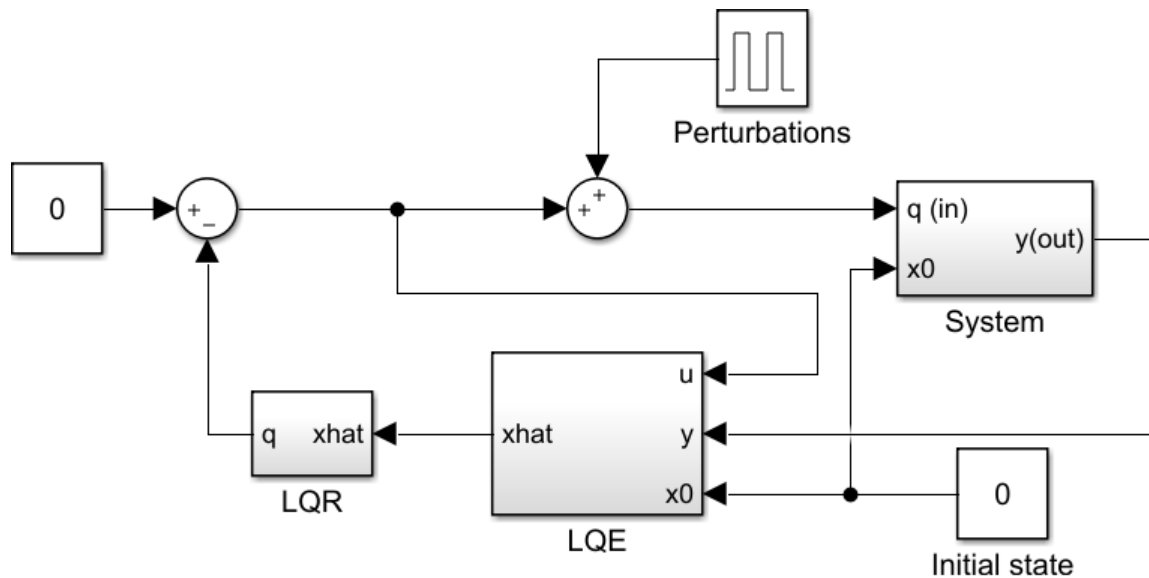 Perturbations
0
+
−
+
+
q (in)
x0
y(out)
System
u
y
x0
xhat
LQE
q
xhat
LQR
0
Initial state